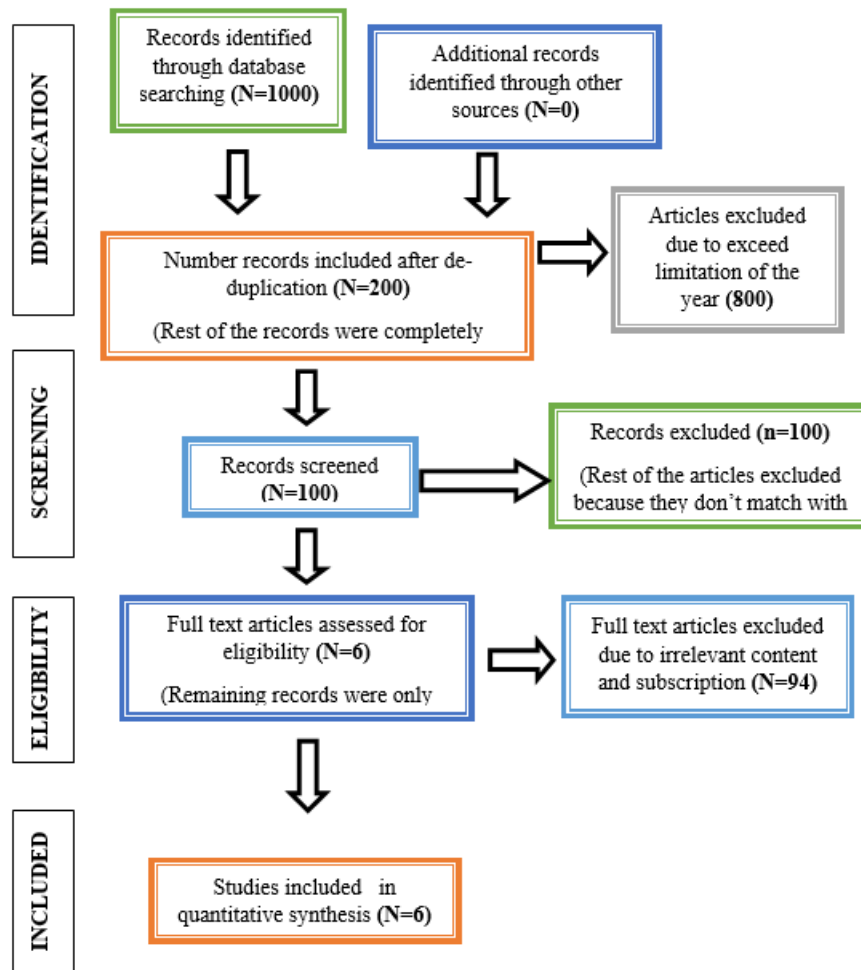 IDENTIFICATION
Records identified
through database
searching (N=1000)
Additional records
identified through other
sources (N=0)
Number records included after de-
duplication (N=200)
(Rest of the records were completely
Articles excluded
due to exceed
limitation of the
year (800)
SCREENING
Records screened
(N=100)
Records excluded (n=100)
(Rest of the articles excluded
because they don’t match with
ELIGIBILITY
Full text articles assessed for
eligibility (N=6)
(Remaining records were only
Full text articles excluded
due to irrelevant content
and subscription (N=94)
INCLUDED
Studies included in
quantitative synthesis (N=6)